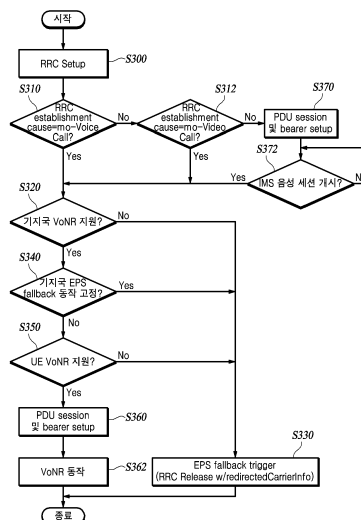 시작
RRC Setup
S300
S310
RRC
establishment
cause=mo-Voice
Call?
No
S312
RRC
establishment
cause=mo-Video
Call?
No
S370
PDU session
및 bearer setup
S372
Yes
Yes
Yes
IMS 음성 세션 개시?
S320
기지국 VoNR 지원?
No
Yes
S340
기지국 EPS
fallback 동작 고정?
Yes
No
S350
UE VoNR 지원?
No
Yes
PDU session
및 bearer setup
S360
VoNR 동작
S362
S330
EPS fallback trigger
(RRC Release w/redirectedCarrierInfo)
종료